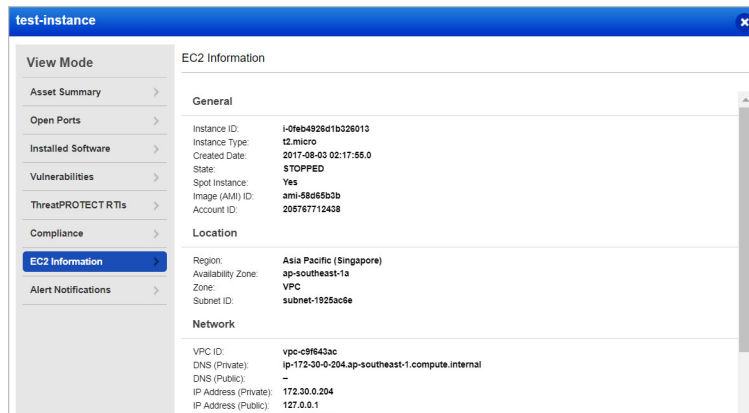 test-instance
View Mode
Asset Summary
Open Ports
Installed Software
Vulnerabilities
ThreatPROTECT RTIs
Compliance
EC2 Information
Alert Notifications
EC2 Information
General
Instance ID: i-0feb4926d1b326013
Instance Type: t2.micro
Created Date: 2017-08-03 02:17:55.0
State: STOPPED
Spot Instance: Yes
Image (AMI) ID: ami-58d65b3b
Account ID: 205767712438
Location
Region: Asia Pacific (Singapore)
Availability Zone: ap-southeast-1a
Zone: VPC
Subnet ID: subnet-1925ac6e
Network
VPC ID: vpc-c9f643ac
DNS (Private): ip-172-30-0-204.ap-southeast-1.compute.internal
DNS (Public): –
IP Address (Private): 172.30.0.204
IP Address (Public): 127.0.0.1